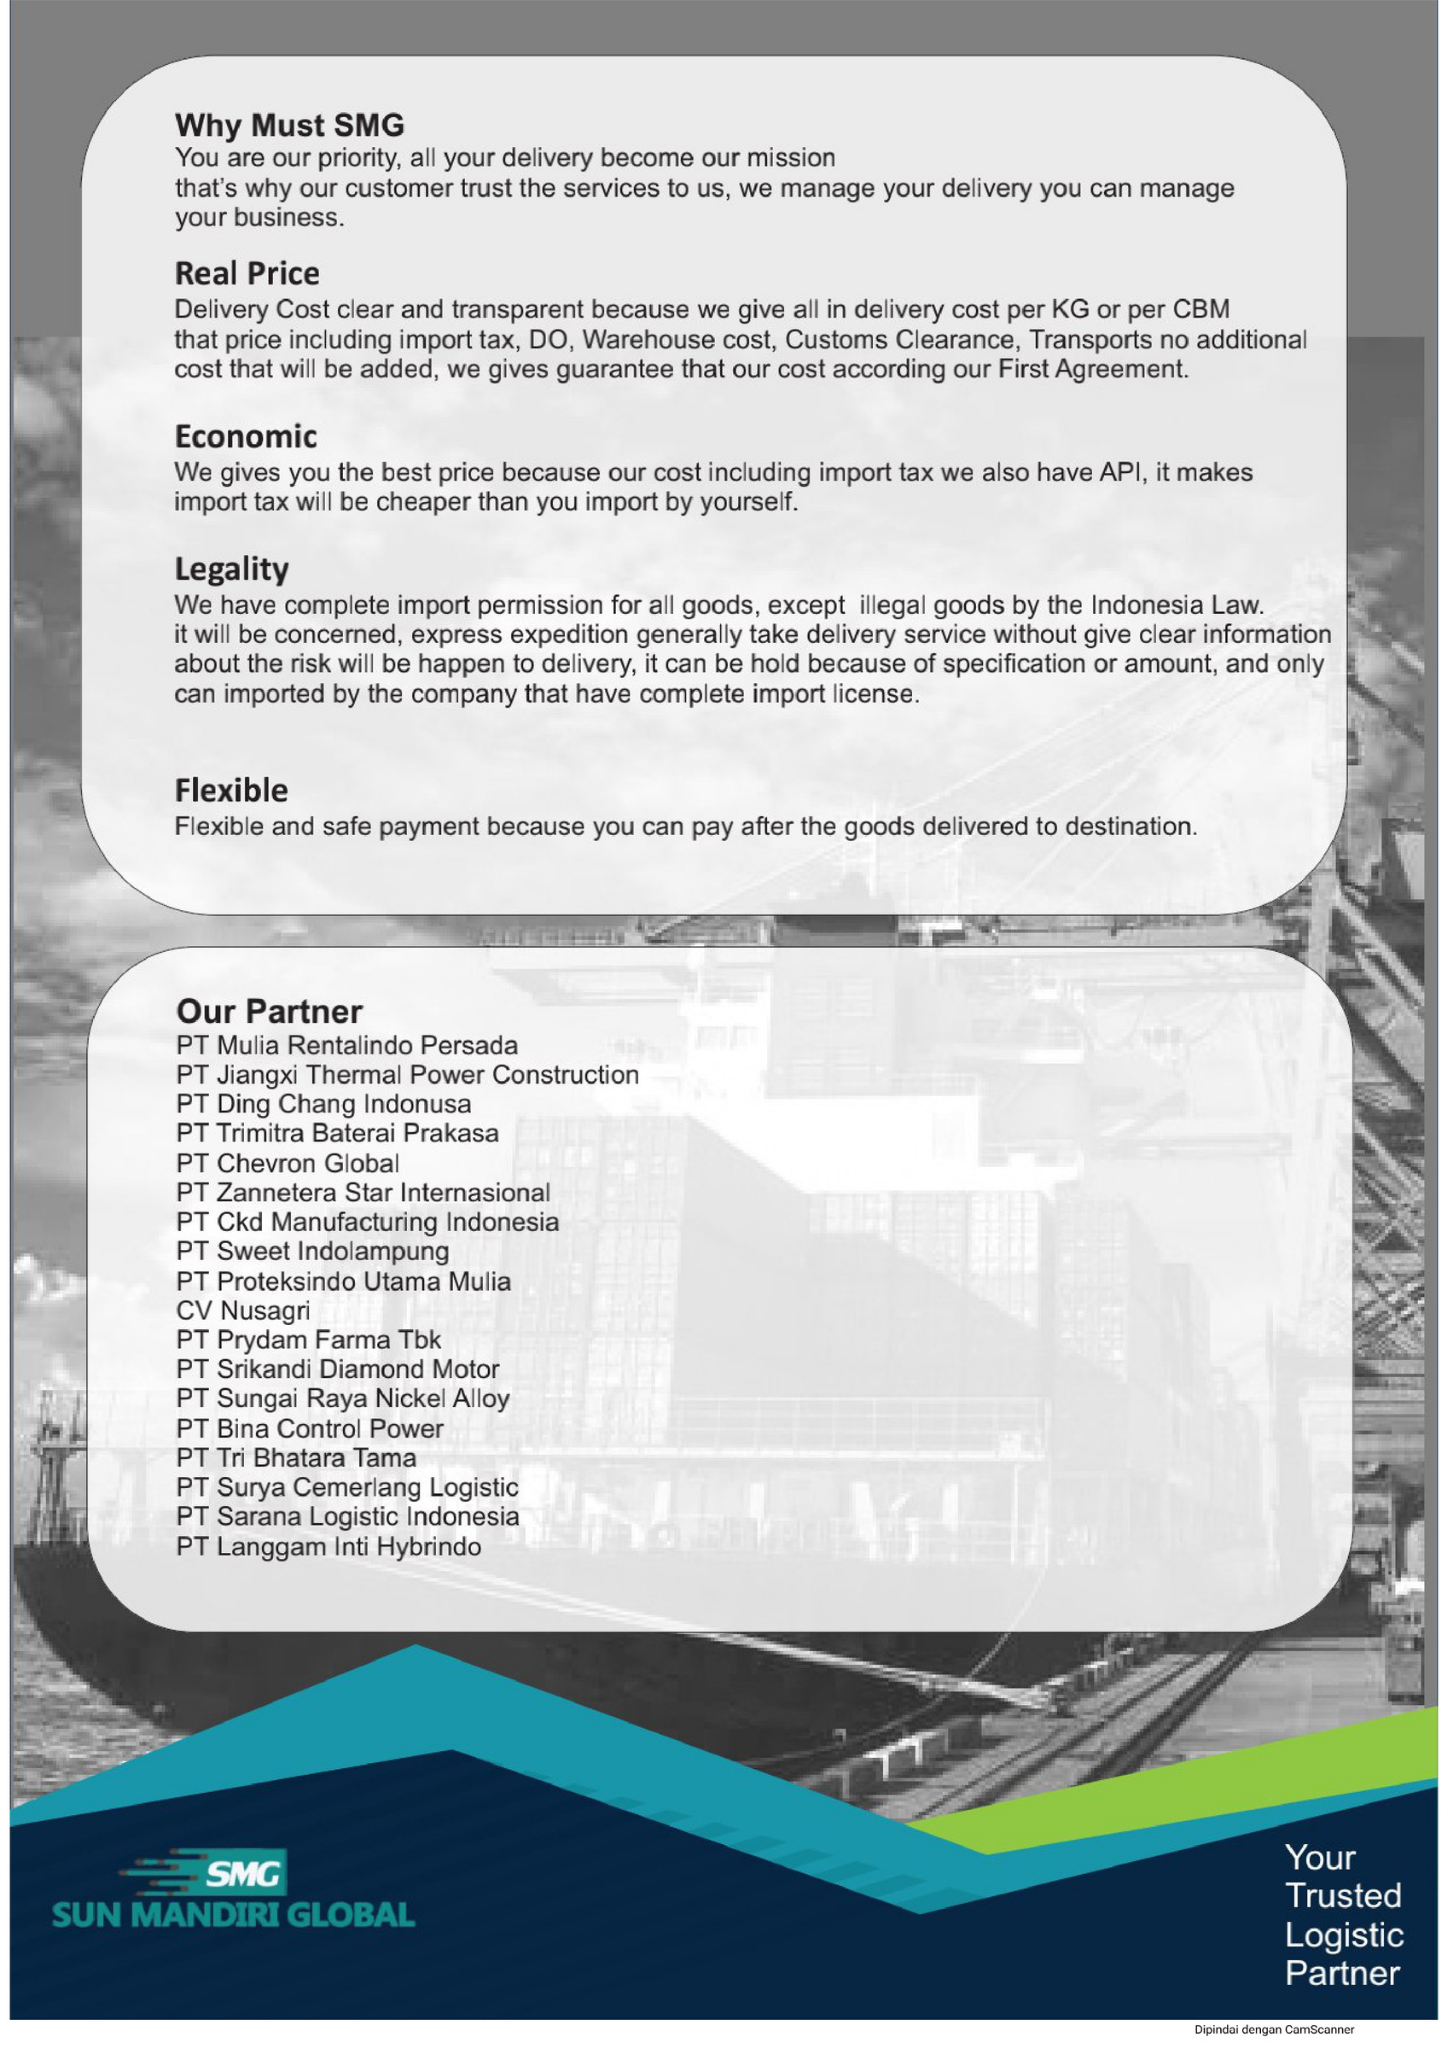 Why Must SMG
You are our priority, all your delivery become our mission
that's why our customer trust the services to us, we manage your delivery you can manage
your business.
Real Price
Delivery Cost clear and transparent because we give all in delivery cost per KG or per CBM
that price including import tax, DO, Warehouse cost, Customs Clearance, Transports no additional
cost that will be added, we gives guarantee that our cost according our First Agreement.
Economic
We gives you the best price because our cost including import tax we also have API, it makes
import tax will be cheaper than you import by yourself.
Legality
We have complete import permission for all goods, except illegal goods by the Indonesia Law.
it will be concerned, express expedition generally take delivery service without give clear information
about the risk will be happen to delivery, it can be hold because of specification or amount, and only
can imported by the company that have complete import license.
Flexible
Flexible and safe payment because you can pay after the goods delivered to destination.
Our Partner
PT Mulia Rentalindo Persada
PT Jiangxi Thermal Power Construction
PT Ding Chang Indonusa
PT Trimitra Baterai Prakasa
PT Chevron Global
PT Zannetera Star Internasional
PT Ckd Manufacturing Indonesia
PT Sweet Indolampung
PT Proteksindo Utama Mulia
CV Nusagri
PT Prydam Farma Tbk
PT Srikandi Diamond Motor
PT Sungai Raya Nickel Alloy
PT Bina Control Power
PT Tri Bhatara Tama
PT Surya Cemerlang Logistic
PT Sarana Logistic Indonesia
PT Langgam Inti Hybrindo
SMG
SUN MANDIRI GLOBAL
Your
Trusted
Logistic
Partner
Dipindai dengan CamScanner